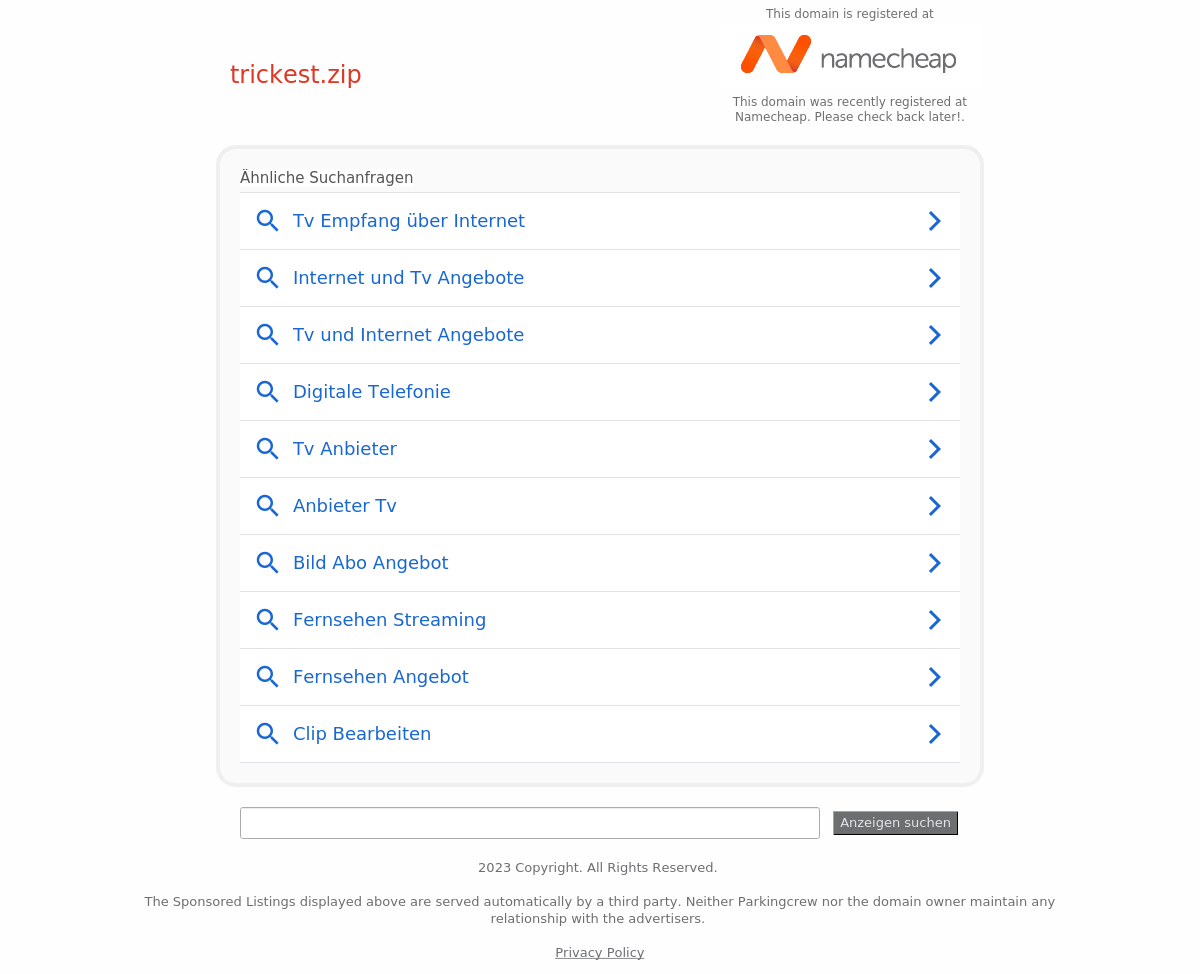 This domain is registered at
namecheap
trickest.zip
This domain was recently registered at
Namecheap. Please check back later!.
Ähnliche Suchanfragen
Tv Empfang über Internet
Internet und Tv Angebote
Tv und Internet Angebote
Digitale Telefonie
Tv Anbieter
Anbieter Tv
Bild Abo Angebot
Fernsehen Streaming
Fernsehen Angebot
Clip Bearbeiten
Anzeigen suchen
2023 Copyright. All Rights Reserved.
The Sponsored Listings displayed above are served automatically by a third party. Neither Parkingcrew nor the domain owner maintain any
relationship with the advertisers.
Privacy Policy